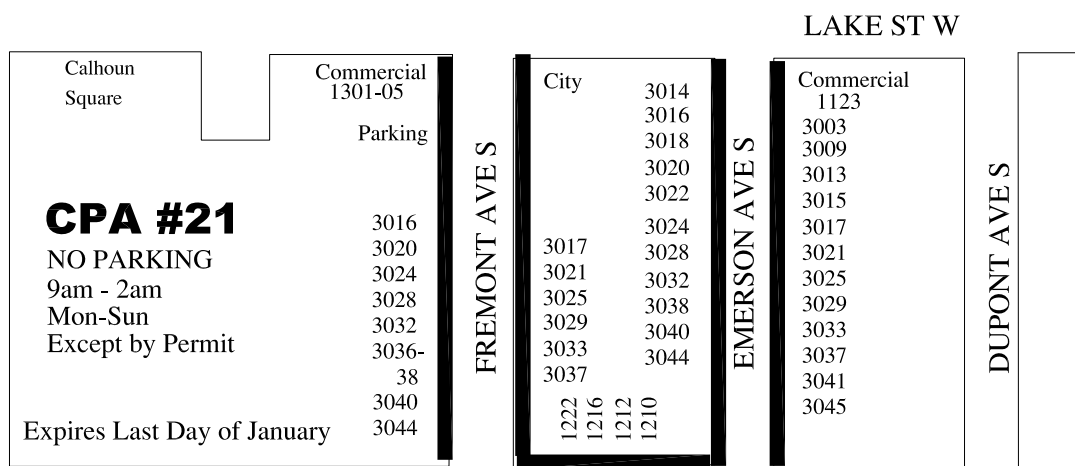 LAKE ST W
Calhoun
Square
Commercial
1301-05
Parking
CPA #21
NO PARKING
9am - 2am
Mon-Sun
Except by Permit
Expires Last Day of January
3016
3020
3024
3028
3032
3036-
38
3040
3044
FREMONT AVE S
City
3017
3021
3025
3029
3033
3037
3014
3016
3018
3020
3022
3024
3028
3032
3038
3040
3044
1222
1216
1212
1210
EMERSON AVE S
Commercial
1123
3003
3009
3013
3015
3017
3021
3025
3029
3033
3037
3041
3045
DUPONT AVE S